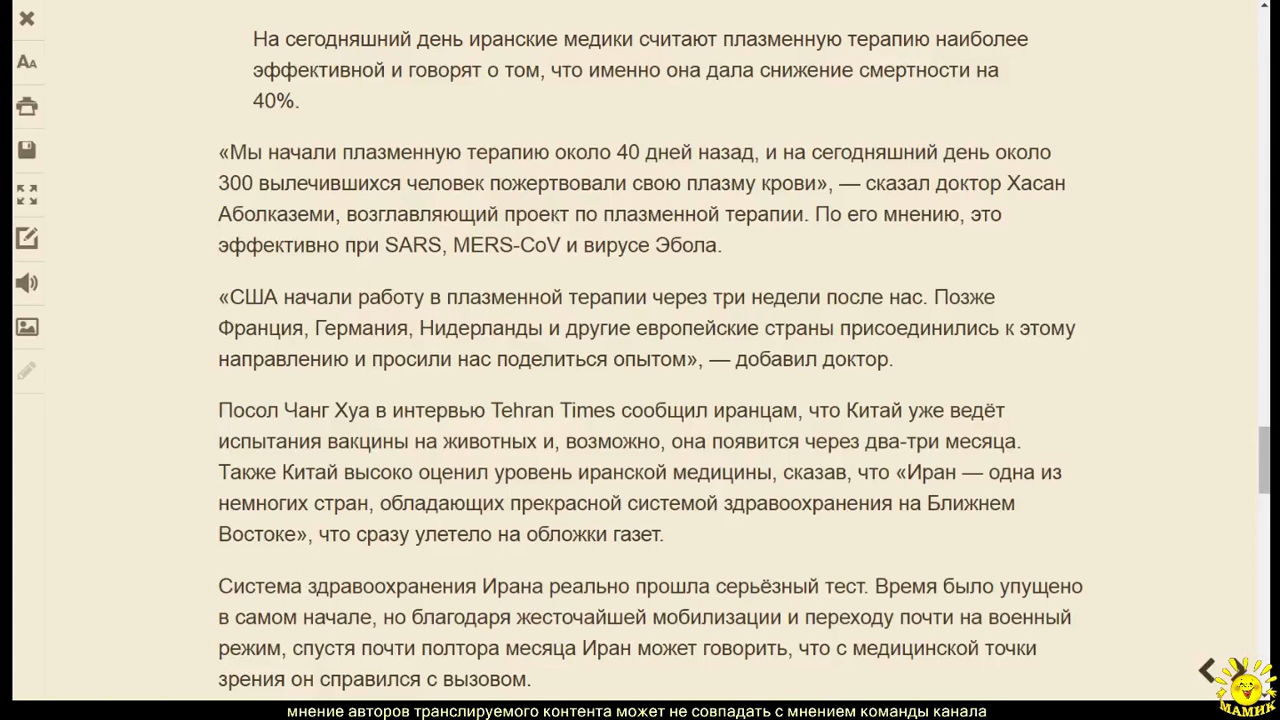 На сегодняшний день иранские медики считают плазменную терапию наиболее
эффективной и говорят о том, что именно она дала снижение смертности на
40%.
«Мы начали плазменную терапию около 40 дней назад, и на сегодняшний день около
300 вылечившихся человек пожертвовали свою плазму крови», — сказал доктор Хасан
Аболказеми, возглавляющий проект по плазменной терапии. По его мнению, это
эффективно при SARS, MERS-CoV и вирусе Эбола.
«США начали работу в плазменной терапии через три недели после нас. Позже
Франция, Германия, Нидерланды и другие европейские страны присоединились к этому
направлению и просили нас поделиться опытом», — добавил доктор.
Посол Чанг Хуа в интервью Tehran Times сообщил иранцам, что Китай уже ведёт
испытания вакцины на животных и, возможно, она появится через два-три месяца.
Также Китай высоко оценил уровень иранской медицины, сказав, что «Иран — одна из
немногих стран, обладающих прекрасной системой здравоохранения на Ближнем
Востоке», что сразу улетело на обложки газет.
Система здравоохранения Ирана реально прошла серьёзный тест. Время было упущено
в самом начале, но благодаря жесточайшей мобилизации и переходу почти на военный
режим, спустя почти полтора месяца Иран может говорить, что с медицинской точки
зрения он справился с вызовом.
МАМИК
мнение авторов транслируемого контента может не совпадать с мнением команды канала